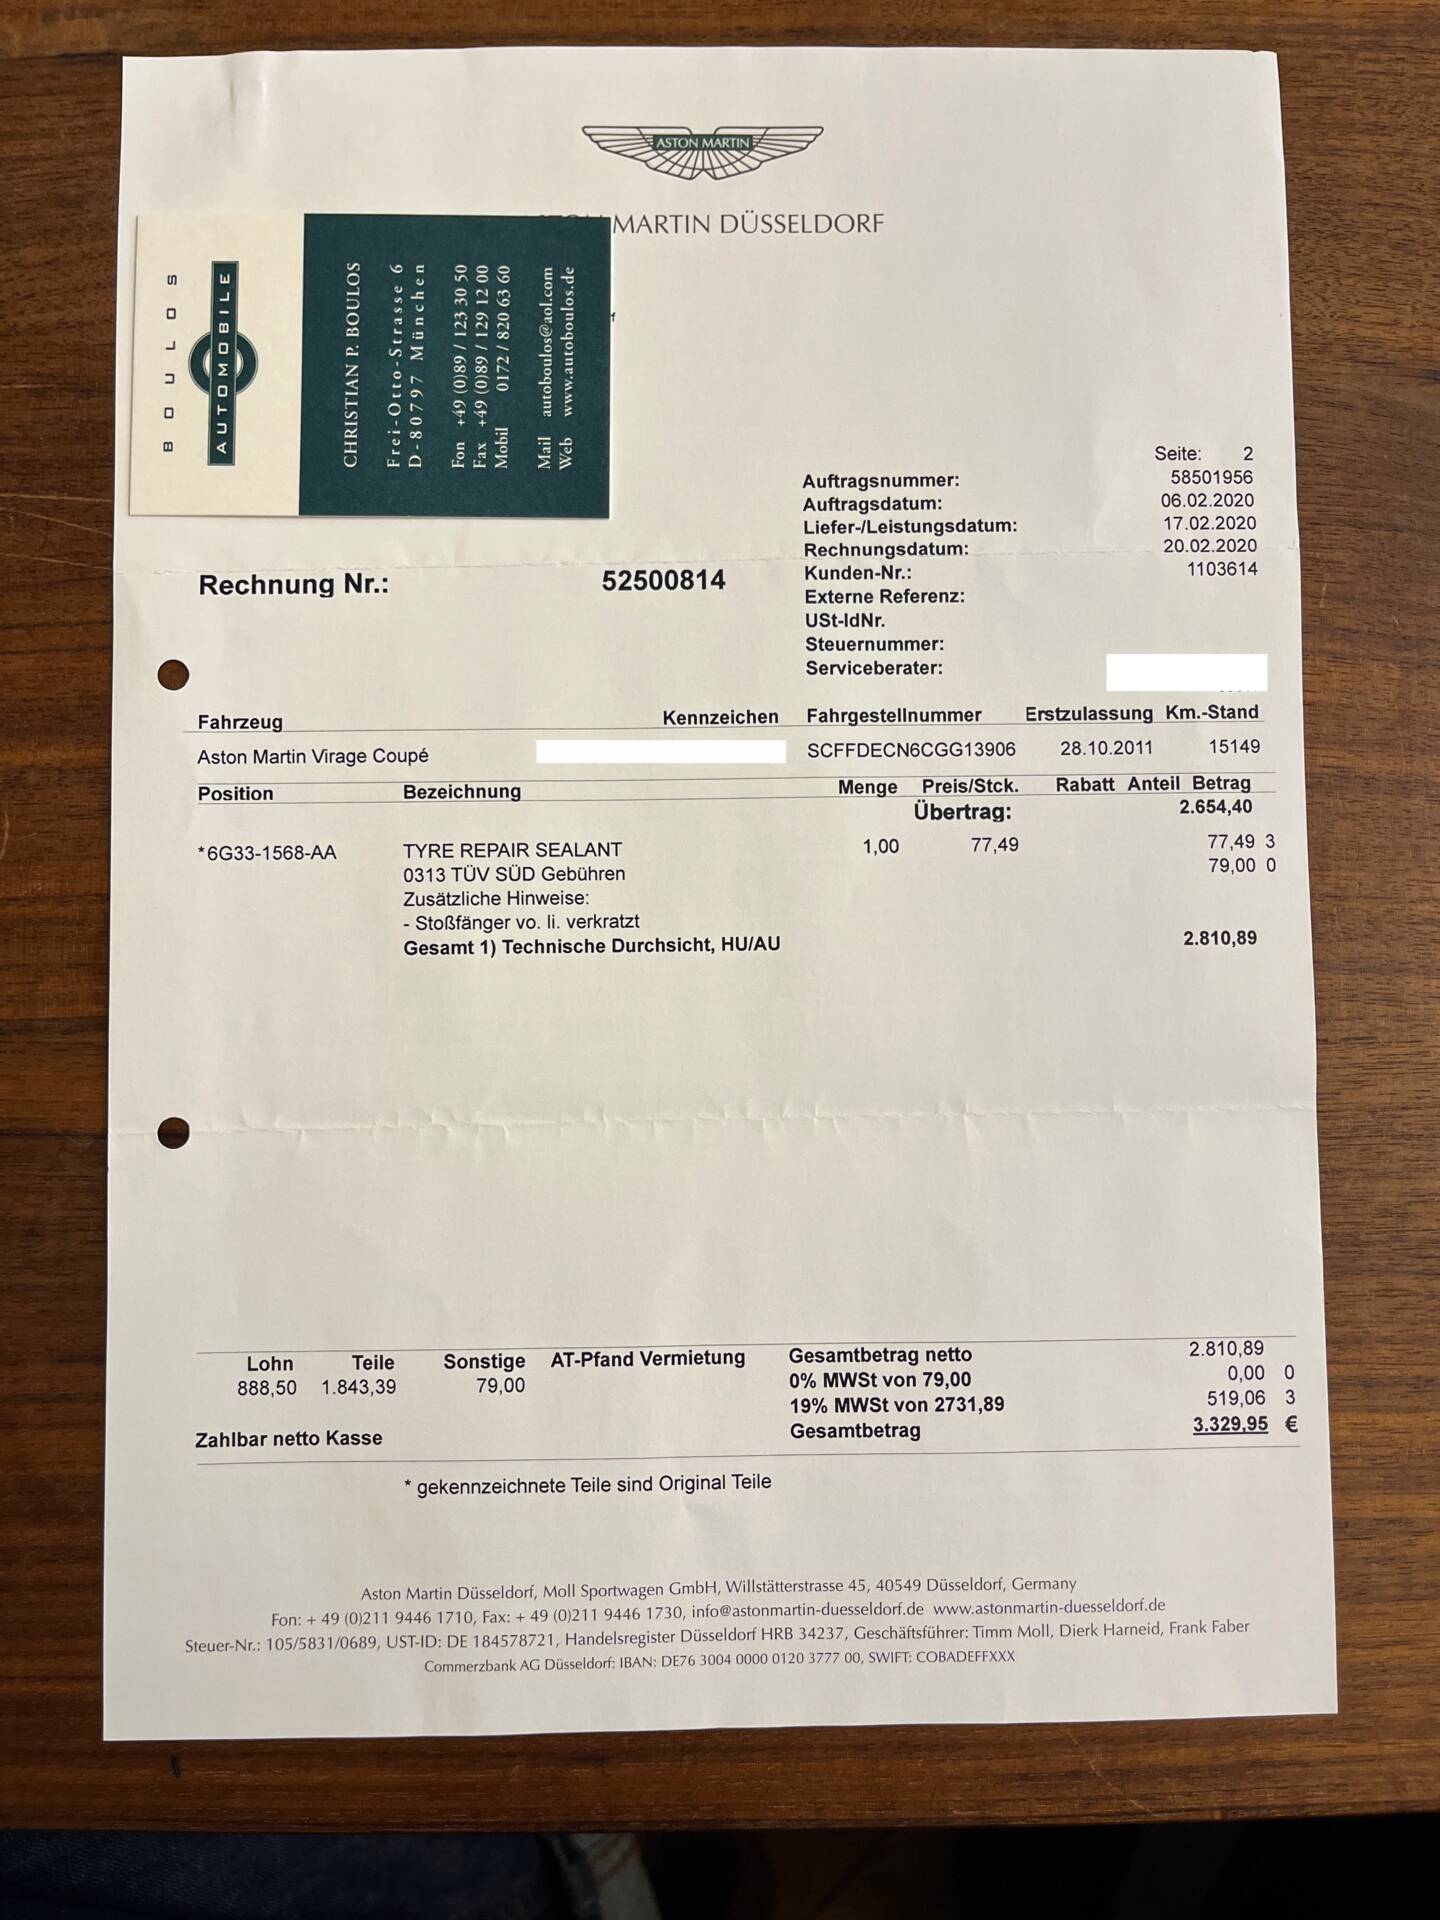 ASTON MARTIN
MARTIN DÜSSELDORF
BOULOS
AUTOMOBILE
CHRISTIAN P. BOULOS
Frei-Otto-Strasse 6
D-80797 München
Fon +49 (0)89 / 123 30 50
Fax +49 (0)89 / 129 12 00
Mobil 0172 / 820 63 60
Mail autoboulos@aol.com
Web www.autoboulos.de
Seite: 2
Auftragsnummer: 58501956
Auftragsdatum: 06.02.2020
Liefer-/Leistungsdatum: 17.02.2020
Rechnungsdatum: 20.02.2020
Kunden-Nr.: 1103614
Externe Referenz:
USt-IdNr.
Steuernummer:
Serviceberater:
Rechnung Nr.: 52500814
Fahrzeug Kennzeichen Fahrgestellnummer Erstzulassung Km.-Stand
Aston Martin Virage Coupé SCFFDECN6CGG13906 28.10.2011 15149
Position Bezeichnung Menge Preis/Stck. Rabatt Anteil Betrag
Übertrag: 2.654,40
*6G33-1568-AA TYRE REPAIR SEALANT 1,00 77,49 77,49 3
0313 TÜV SÜD Gebühren 79,00 0
Zusätzliche Hinweise:
- Stoßfänger vo. li. verkratzt
Gesamt 1) Technische Durchsicht, HU/AU 2.810,89
Lohn Teile Sonstige AT-Pfand Vermietung Gesamtbetrag netto 2.810,89
888,50 1.843,39 79,00 0% MWSt von 79,00 0,00 0
19% MWSt von 2731,89 519,06 3
Zahlbar netto Kasse Gesamtbetrag 3.329,95 €
* gekennzeichnete Teile sind Original Teile
Aston Martin Düsseldorf, Moll Sportwagen GmbH, Willstätterstrasse 45, 40549 Düsseldorf, Germany
Fon: + 49 (0)211 9446 1710, Fax: + 49 (0)211 9446 1730, info@astonmartin-duesseldorf.de www.astonmartin-duesseldorf.de
Steuer-Nr.: 105/5831/0689, UST-ID: DE 184578721, Handelsregister Düsseldorf HRB 34237, Geschäftsführer: Timm Moll, Dierk Harneid, Frank Faber
Commerzbank AG Düsseldorf: IBAN: DE76 3004 0000 0120 3777 00, SWIFT: COBADEFFXXX